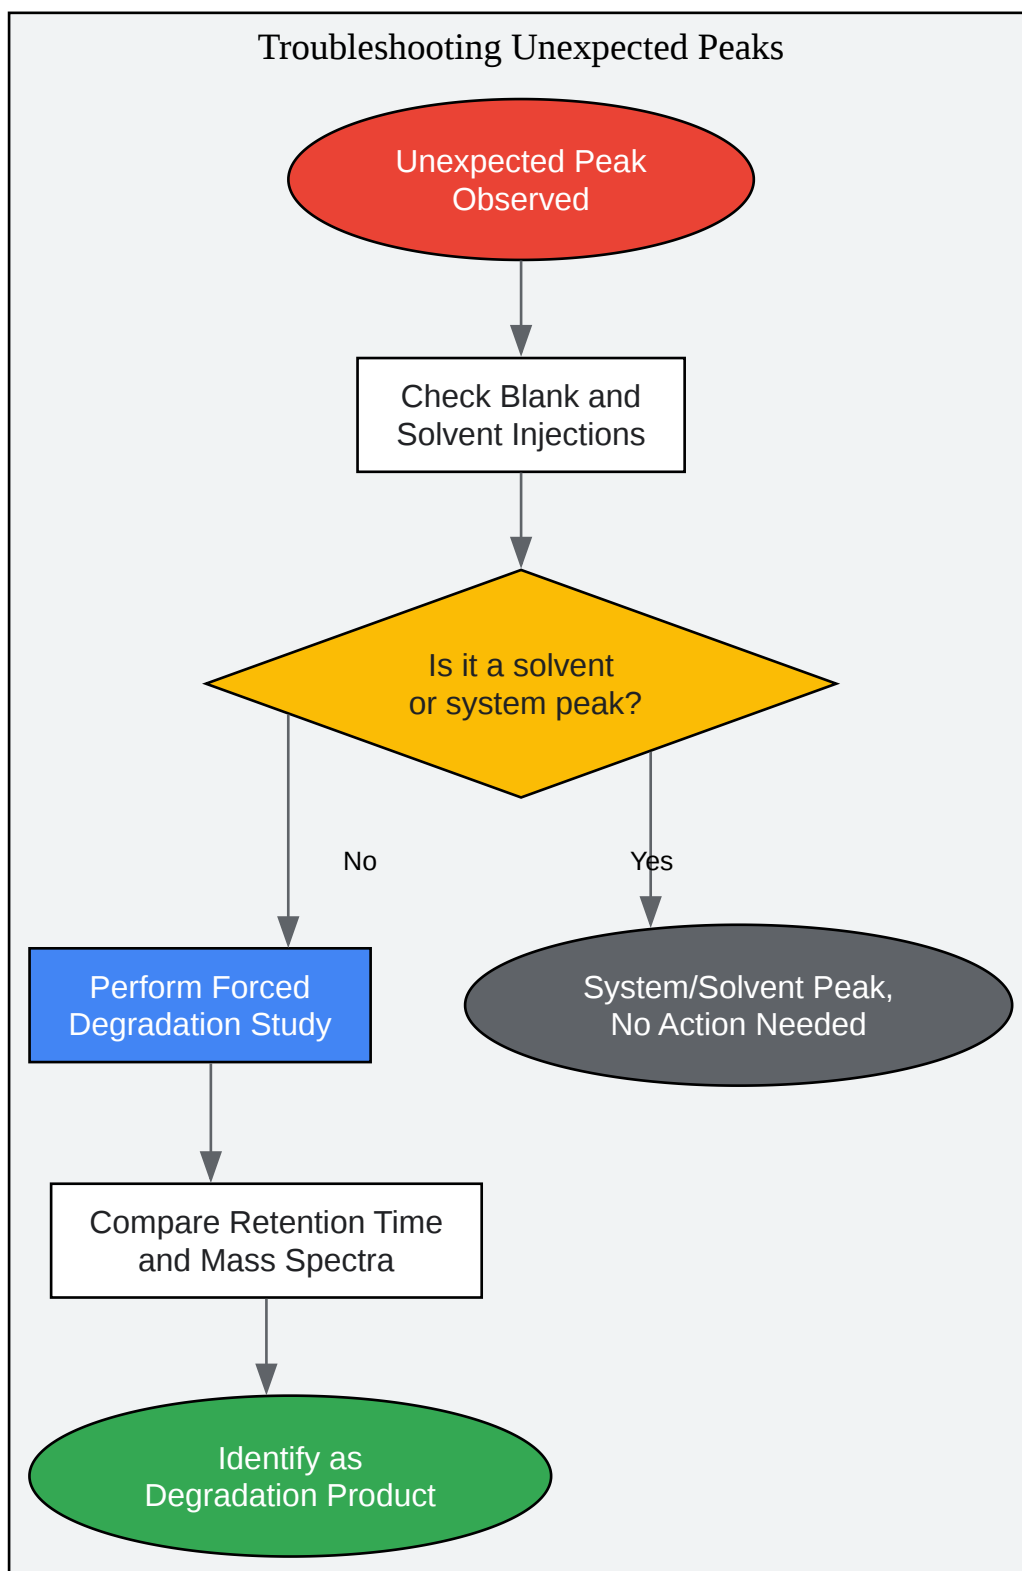 Troubleshooting Unexpected Peaks
Unexpected Peak
Observed
Check Blank and
Solvent Injections
Is it a solvent
or system peak?
No
Yes
Perform Forced
Degradation Study
System/Solvent Peak,
No Action Needed
Compare Retention Time
and Mass Spectra
Identify as
Degradation Product